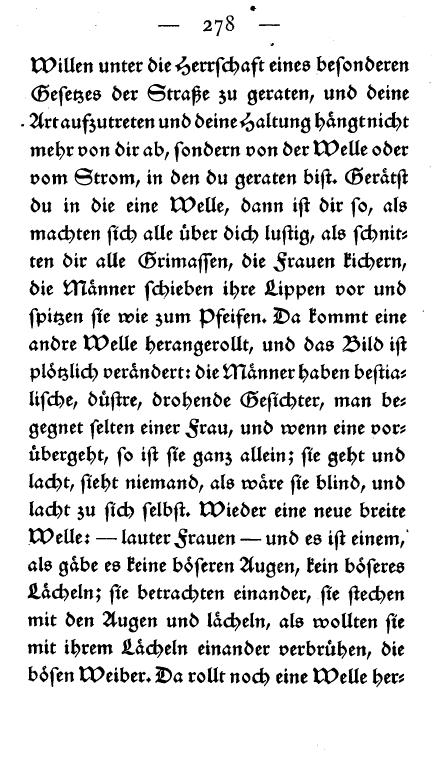 — 278 —
Willen unter die Herrschaft eines besonderen
Gesetzes der Straße zu geraten, und deine
Art aufzutreten und deine Haltung hängt nicht
mehr von dir ab, sondern von der Welle oder
vom Strom, in den du geraten bist. Gerätst
du in die eine Welle, dann ist dir so, als
machten sich alle über dich lustig, als schnit-
ten dir alle Grimassen, die Frauen kichern,
die Männer schieben ihre Lippen vor und
spitzen sie wie zum Pfeifen. Da kommt eine
andre Welle herangerollt, und das Bild ist
plötzlich verändert: die Männer haben bestia-
lische, düstre, drohende Gesichter, man be-
gegnet selten einer Frau, und wenn eine vor-
übergeht, so ist sie ganz allein; sie geht und
lacht, sieht niemand, als wäre sie blind, und
lacht zu sich selbst. Wieder eine neue breite
Welle: — lauter Frauen — und es ist einem,
als gäbe es keine böseren Augen, kein böseres
Lächeln; sie betrachten einander, sie stechen
mit den Augen und lächeln, als wollten sie
mit ihrem Lächeln einander verbrühen, die
bösen Weiber. Da rollt noch eine Welle her-